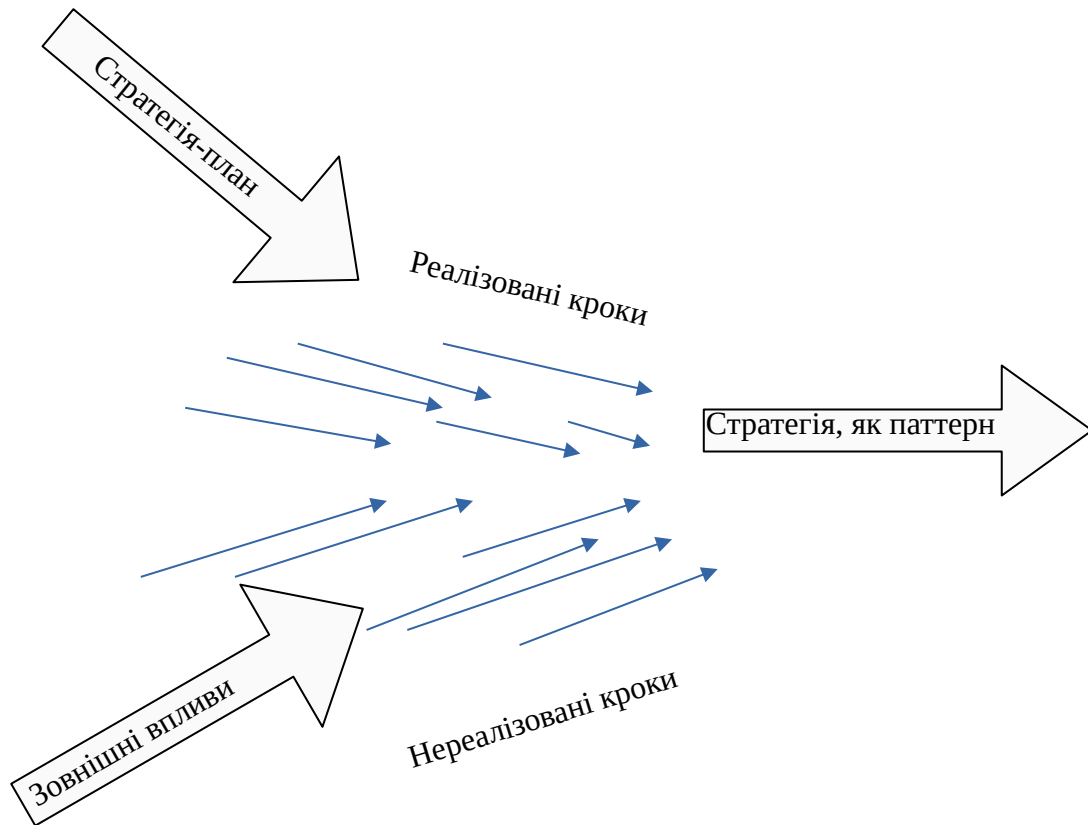 Стратегія-план
Реалізовані кроки
Стратегія, як паттерн
Зовнішні впливи
Нереалізовані кроки